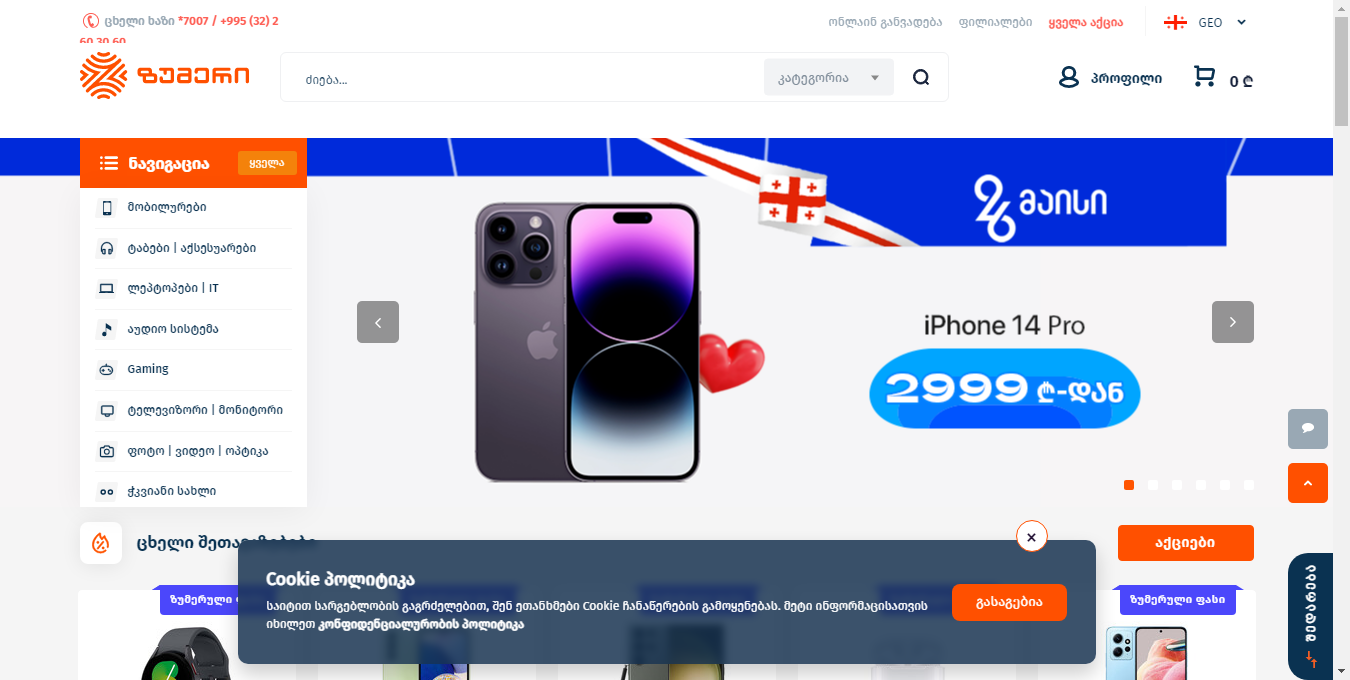 ცხელი ხაზი *7007 / +995 (32) 2
60 30 60
ონლაინ განვადება
ფილიალები
ყველა აქცია
GEO
ზუმერი
ძიება...
კატეგორია
პროფილი
0 ₾
ნავიგაცია
ყველა
მობილურები
ტაბები | აქსესუარები
ლეპტოპები | IT
აუდიო სისტემა
Gaming
ტელევიზორი | მონიტორი
ფოტო | ვიდეო | ოპტიკა
ჭკვიანი სახლი
26 მაისი
iPhone 14 Pro
2999 ₾-დან
ცხელი შეთავაზებები
აქციები
Cookie პოლიტიკა
საიტით სარგებლობის გაგრძელებით, შენ ეთანხმები Cookie ჩანაწერების გამოყენებას. მეტი ინფორმაციისათვის
იხილეთ კონფიდენციალურობის პოლიტიკა
გასაგებია
ზუმერული
ზუმერული ფასი
შედარება